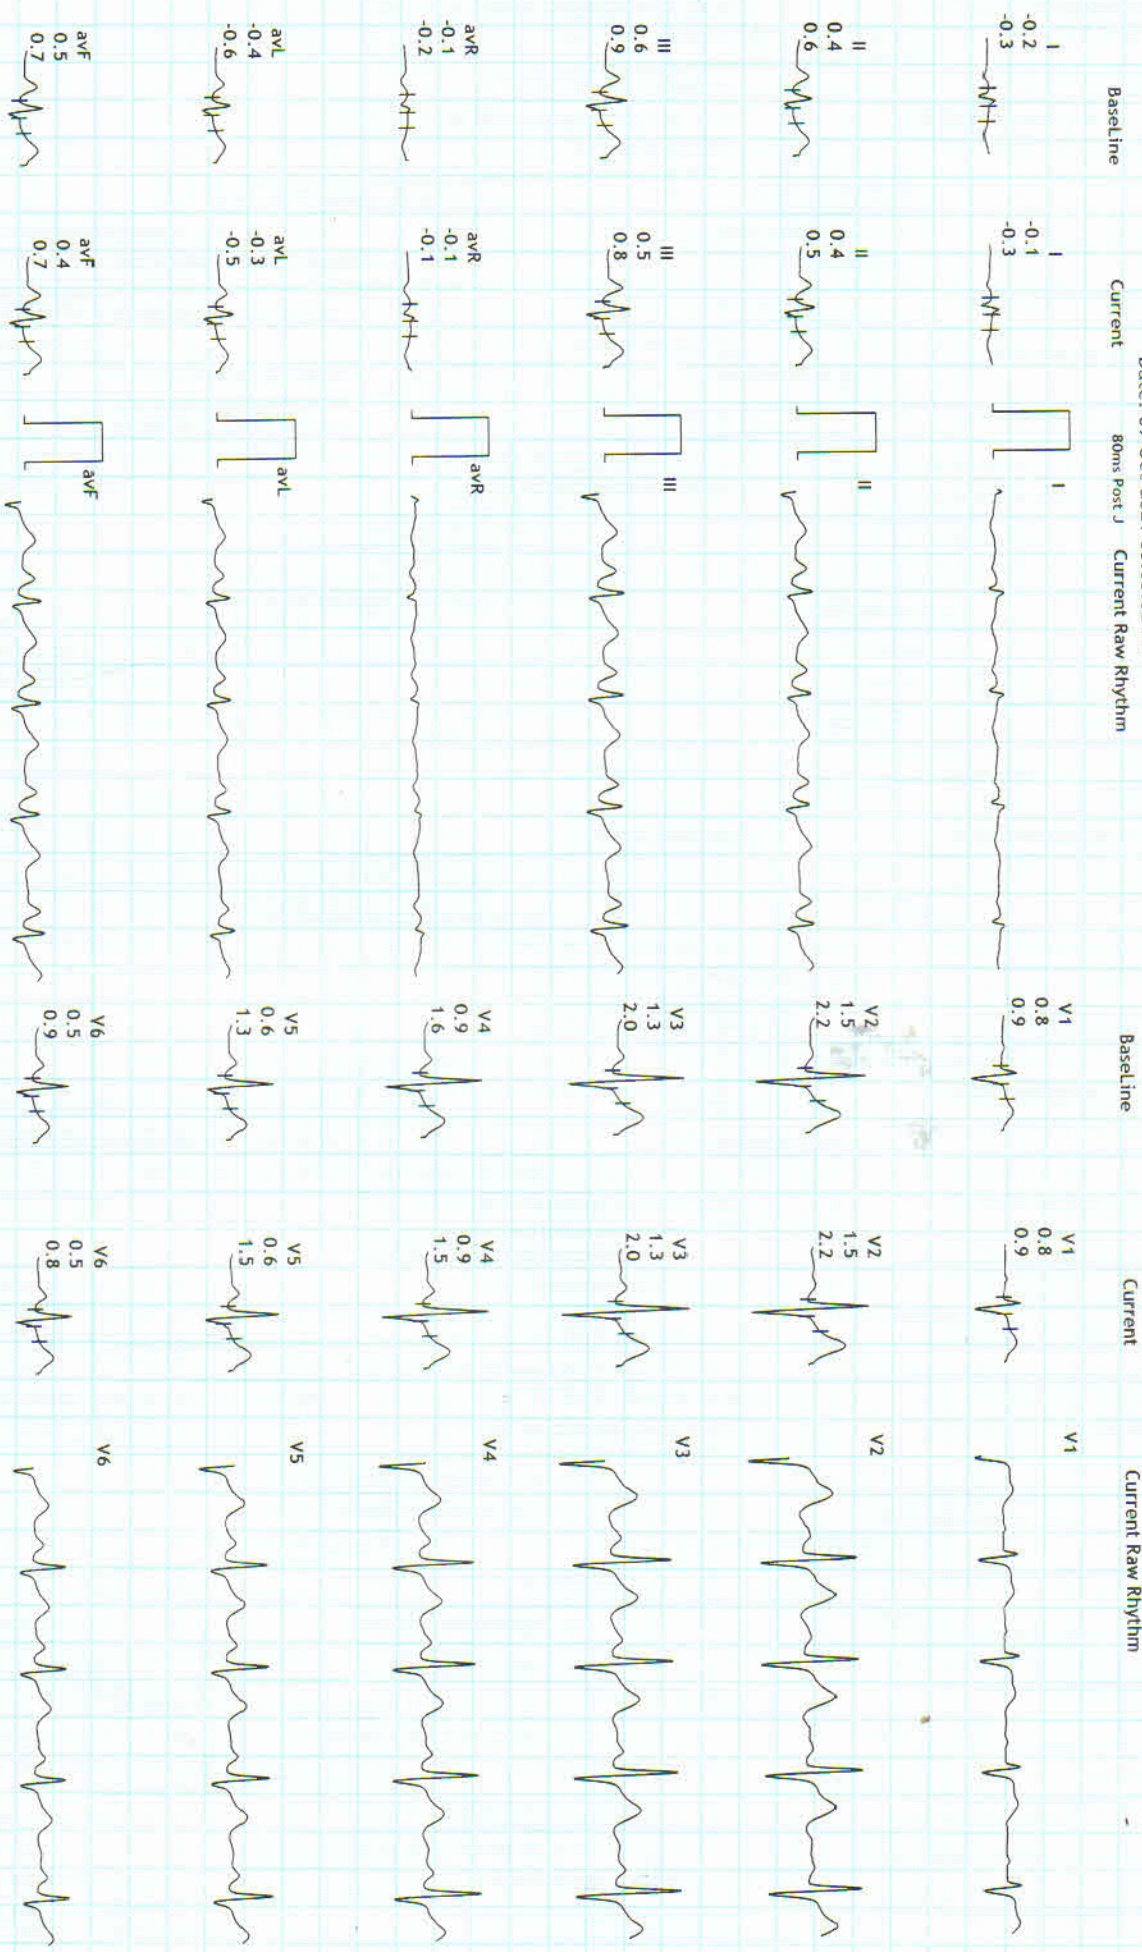 BaseLine
Current
80ms Post J
Current Raw Rhythm
BaseLine
Current
Current Raw Rhythm
I
-0.2
-0.3
I
-0.1
-0.3
I
V1
0.8
0.9
V1
0.8
0.9
V1
II
0.4
0.6
II
0.4
0.5
II
V2
1.5
2.2
V2
1.5
2.2
V2
III
0.6
0.9
III
0.5
0.8
III
V3
1.3
2.0
V3
1.3
2.0
V3
avR
-0.1
-0.2
avR
-0.1
-0.1
avR
V4
0.9
1.6
V4
0.9
1.5
V4
avL
-0.4
-0.6
avL
-0.3
-0.5
avL
V5
0.6
1.3
V5
0.6
1.5
V5
avF
0.5
0.7
avF
0.4
0.7
avF
V6
0.5
0.9
V6
0.5
0.8
V6